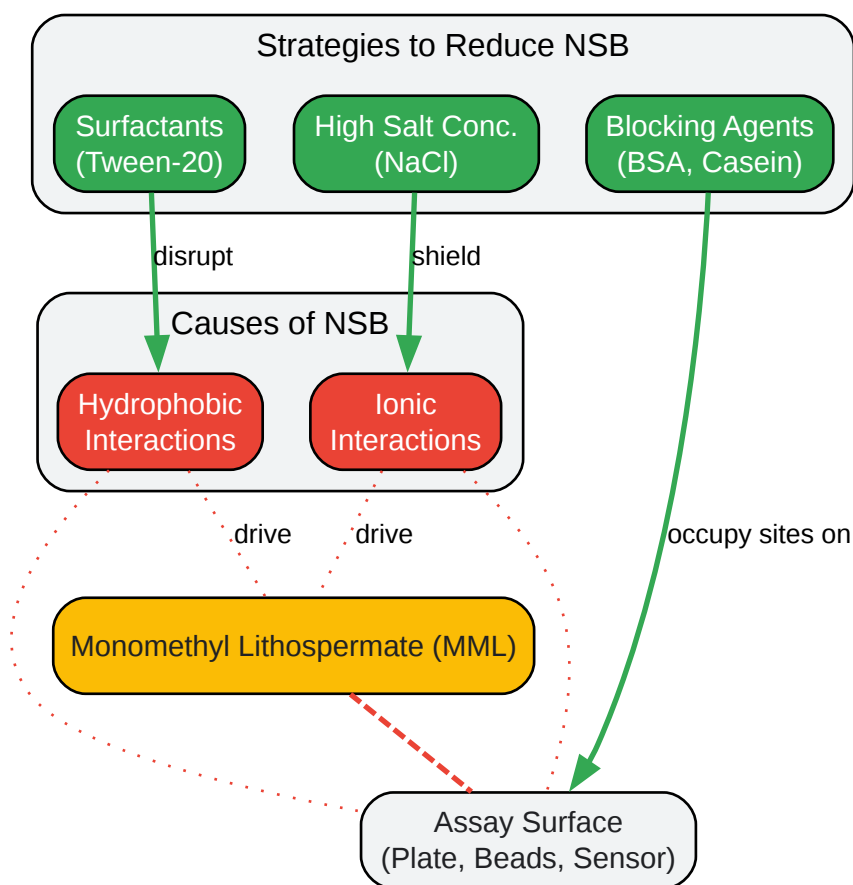 Strategies to Reduce NSB
Surfactants
(Tween-20)
High Salt Conc.
(NaCl)
Blocking Agents
(BSA, Casein)
disrupt
shield
Causes of NSB
Hydrophobic
Interactions
Ionic
Interactions
drive
drive
occupy sites on
Monomethyl Lithospermate (MML)
Assay Surface
(Plate, Beads, Sensor)